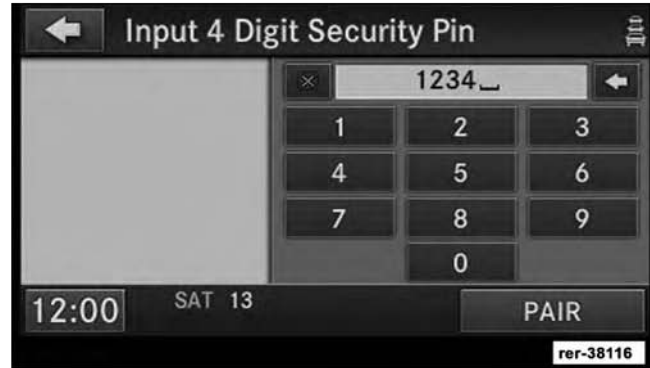 Input 4 Digit Security Pin
1234_
1 2 3
4 5 6
7 8 9
0
12:00 SAT 13 PAIR
rer-38116